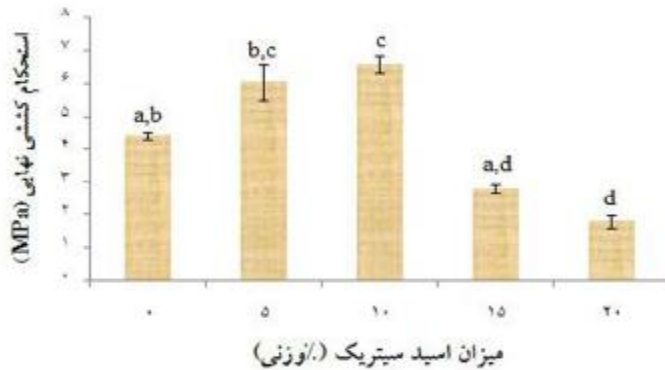 استحکام کششی نهایی (MPa)
۸
۷
۶
۵
۴
۳
۲
۱
۰
a,b
b,c
c
a,d
d
۰ ۵ ۱۰ ۱۵ ۲۰
میزان اسید سیتریک (٪وزنی)